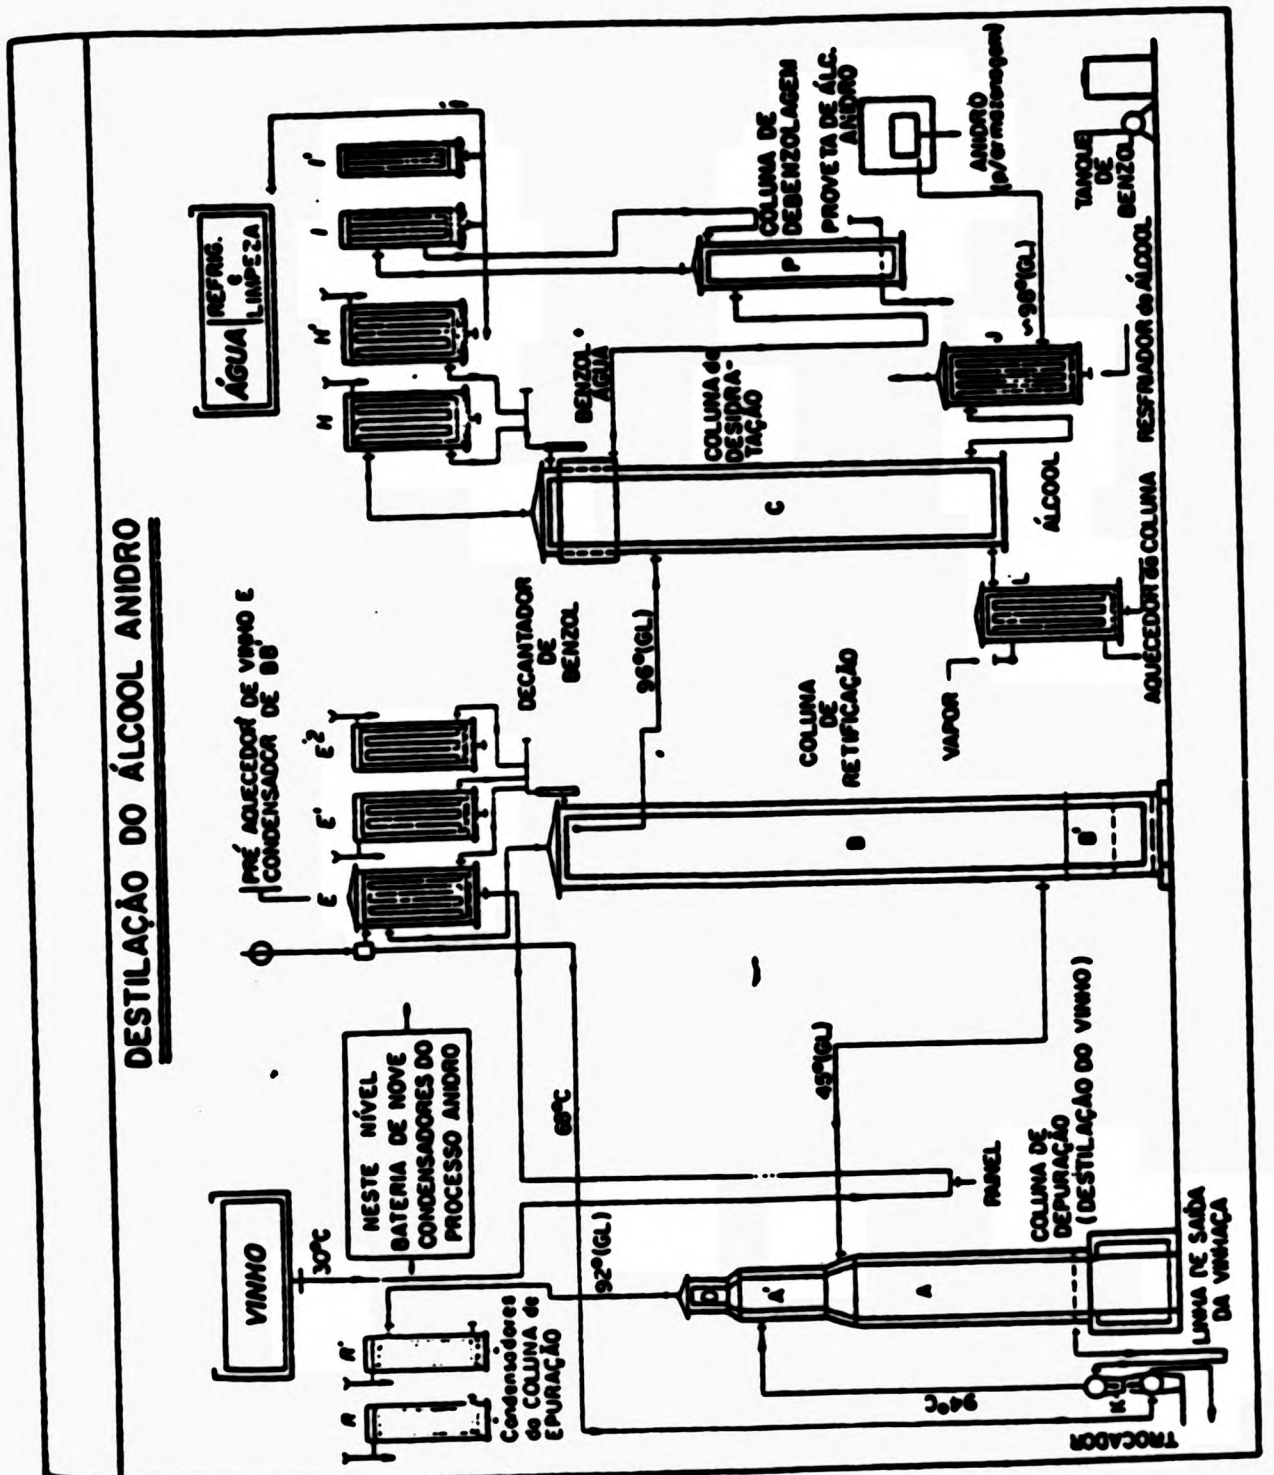 DESTILAÇÃO DO ÁLCOOL ANIDRO
VINHO
30°C
NESTE NÍVEL
BATERIA DE NOVE
CONDENSADORES DO
PROCESSO ANIDRO
PRÉ AQUECEDOR DE VINHO E
CONDENSADOR DE BB'
ÁGUA
REFRIG.
e
LIMPEZA
R
R'
Condensadores
da COLUNA de
EPURAÇÃO
E
E'
E²
H
H'
I
I'
92°(GL)
68°C
DECANTADOR
DE
BENZOL
BENZOL +
ÁGUA
96°(GL)
45°(GL)
94°C
D
A'
A
B
B'
C
P
J
L
K
COLUNA DE
RETIFICAÇÃO
COLUNA de
DESIDRA-
TAÇÃO
COLUNA DE
DEBENZOLAGEM
PROVETA DE ÁLC.
ANIDRO
ANIDRO
(p/armazenagem)
~98°(GL)
VAPOR
ÁLCOOL
PAINEL
COLUNA DE
DEPURAÇÃO
(DESTILAÇÃO DO VINHO)
LINHA DE SAÍDA
DA VINHAÇA
TROCADOR
AQUECEDOR da COLUNA
RESFRIADOR do ÁLCOOL
TANQUE
DE
BENZOL